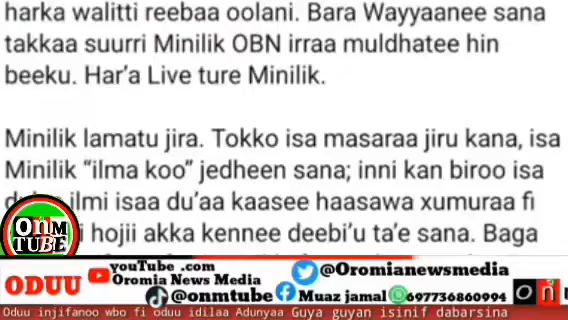 harka walitti reebaa oolani. Bara Wayyaanee sana
takkaa suurri Minilik OBN irraa muldhatee hin
beeku. Har'a Live ture Minilik.
Minilik lamatu jira. Tokko isa masaraa jiru kana, isa
Minilik "ilma koo" jedheen sana; inni kan biroo isa
ilmi isaa du'aa kaasee haasawa xumuraa fi
hojii akka kennee deebi'u ta'e sana. Baga
OnM
TUBE
ODUU
youTube .com
Oromia News Media
@Oromianewsmedia
@onmtube
Muaz jamal
697736860994
Oduu injifanoo wbo fi oduu idilaa Adunyaa Guya guyan isinif dabarsina